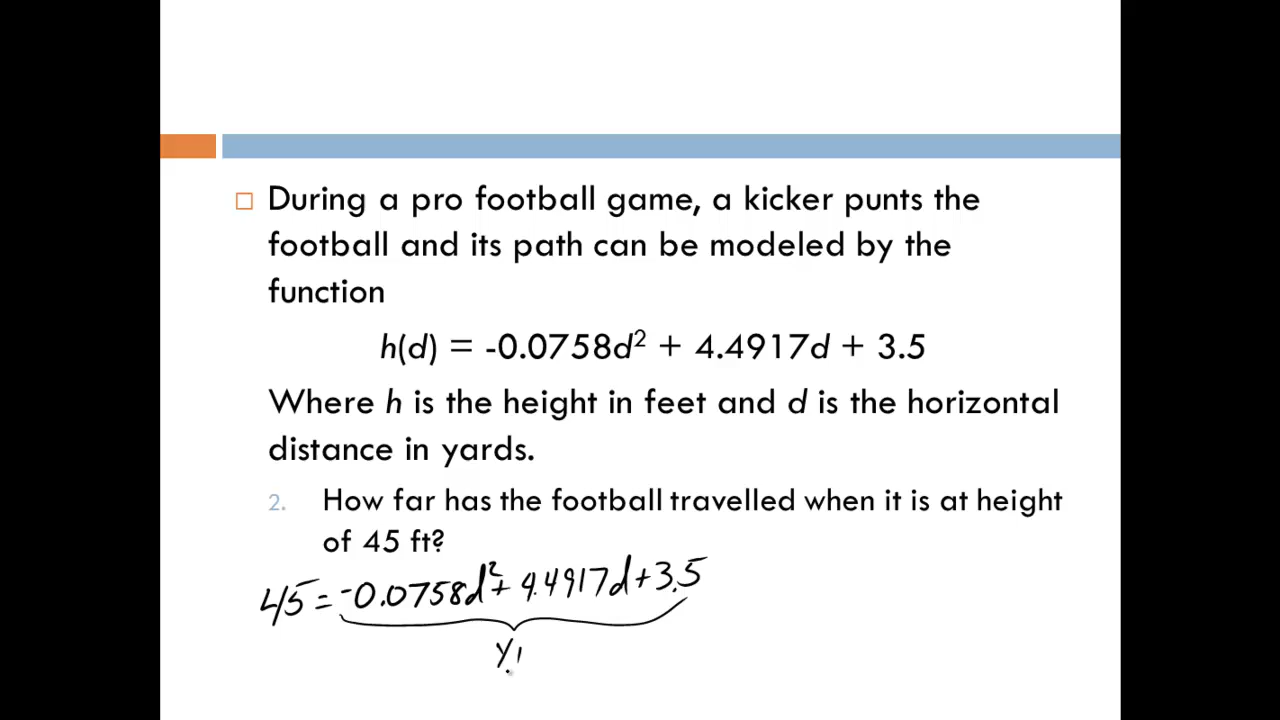 During a pro football game, a kicker punts the
football and its path can be modeled by the
function
h(d) = -0.0758d² + 4.4917d + 3.5
Where h is the height in feet and d is the horizontal
distance in yards.
2. How far has the football travelled when it is at height
of 45 ft?
45 = -0.0758d² + 4.4917d + 3.5
Y1